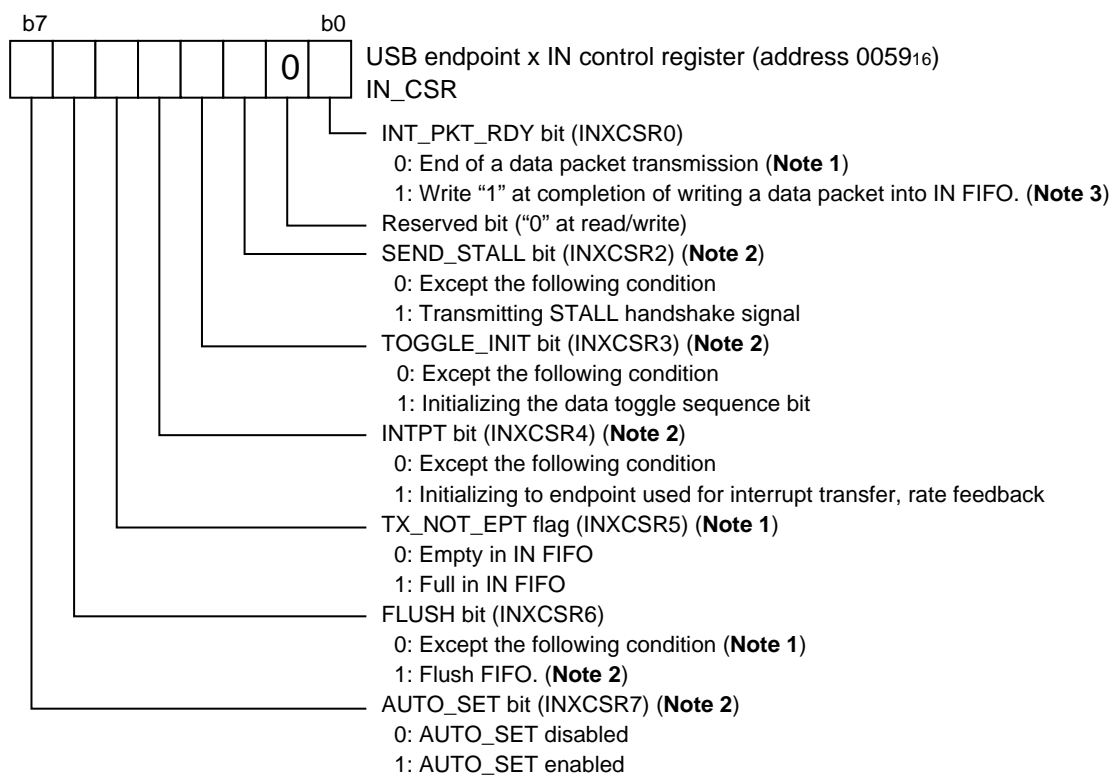 b7 b0
0
USB endpoint x IN control register (address 005916)
IN_CSR
INT_PKT_RDY bit (INXCSR0)
0: End of a data packet transmission (Note 1)
1: Write “1” at completion of writing a data packet into IN FIFO. (Note 3)
Reserved bit (“0” at read/write)
SEND_STALL bit (INXCSR2) (Note 2)
0: Except the following condition
1: Transmitting STALL handshake signal
TOGGLE_INIT bit (INXCSR3) (Note 2)
0: Except the following condition
1: Initializing the data toggle sequence bit
INTPT bit (INXCSR4) (Note 2)
0: Except the following condition
1: Initializing to endpoint used for interrupt transfer, rate feedback
TX_NOT_EPT flag (INXCSR5) (Note 1)
0: Empty in IN FIFO
1: Full in IN FIFO
FLUSH bit (INXCSR6)
0: Except the following condition (Note 1)
1: Flush FIFO. (Note 2)
AUTO_SET bit (INXCSR7) (Note 2)
0: AUTO_SET disabled
1: AUTO_SET enabled